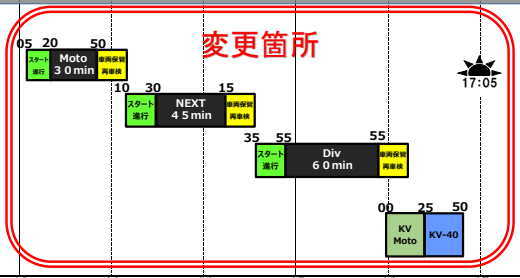 変更箇所
05 20 50
スタート
進行
Moto
30min
車両保管
再車検
17:05
10 30 15
スタート
進行
NEXT
45min
車両保管
再車検
35 55 55
スタート
進行
Div
60min
車両保管
再車検
00 25 50
KV
Moto
KV-40